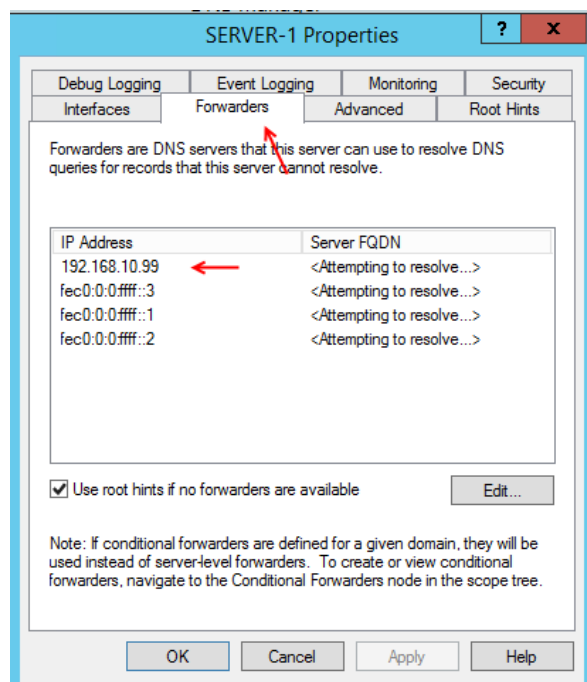 SERVER-1 Properties
?
x
Debug Logging
Event Logging
Monitoring
Security
Interfaces
Forwarders
Advanced
Root Hints
Forwarders are DNS servers that this server can use to resolve DNS
queries for records that this server cannot resolve.
IP Address
Server FQDN
192.168.10.99
<Attempting to resolve...>
fec0:0:0:ffff::3
<Attempting to resolve...>
fec0:0:0:ffff::1
<Attempting to resolve...>
fec0:0:0:ffff::2
<Attempting to resolve...>
Use root hints if no forwarders are available
Edit...
Note: If conditional forwarders are defined for a given domain, they will be
used instead of server-level forwarders.  To create or view conditional
forwarders, navigate to the Conditional Forwarders node in the scope tree.
OK
Cancel
Apply
Help